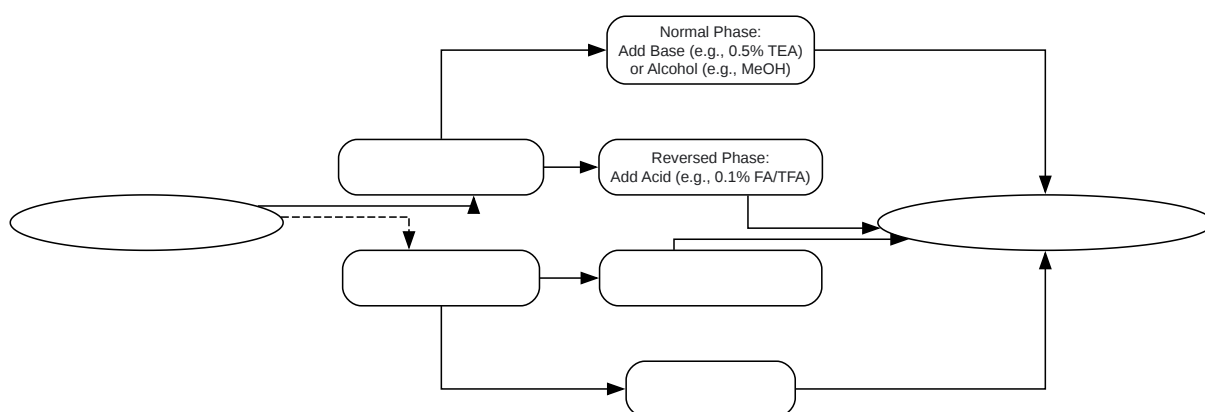 Normal Phase:
Add Base (e.g., 0.5% TEA)
or Alcohol (e.g., MeOH)
Reversed Phase:
Add Acid (e.g., 0.1% FA/TFA)